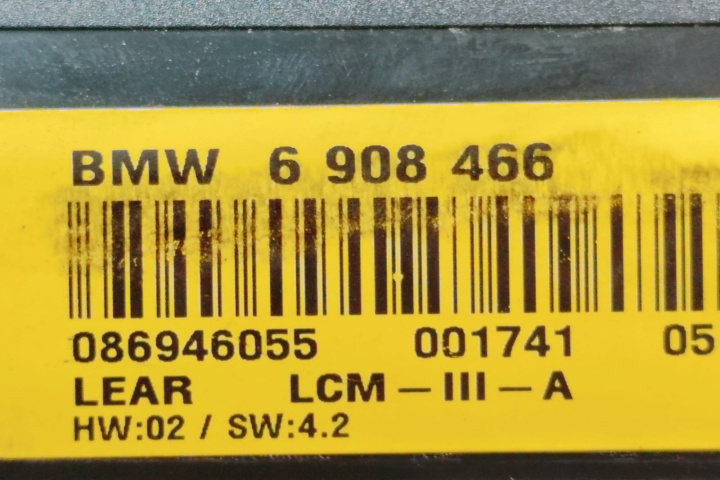 BMW 6 908 466
086946055 001741 05
LEAR LCM-III-A
HW:02 / SW:4.2